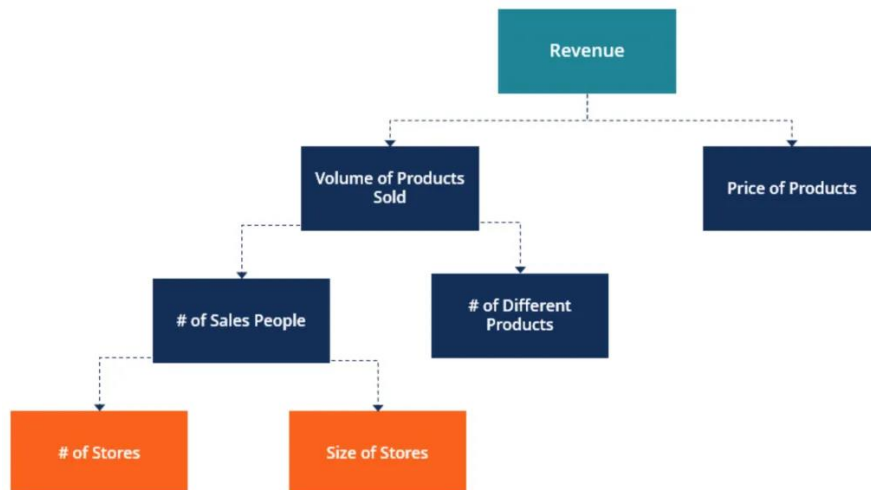 Revenue
Volume of Products
Sold
Price of Products
# of Sales People
# of Different
Products
# of Stores
Size of Stores